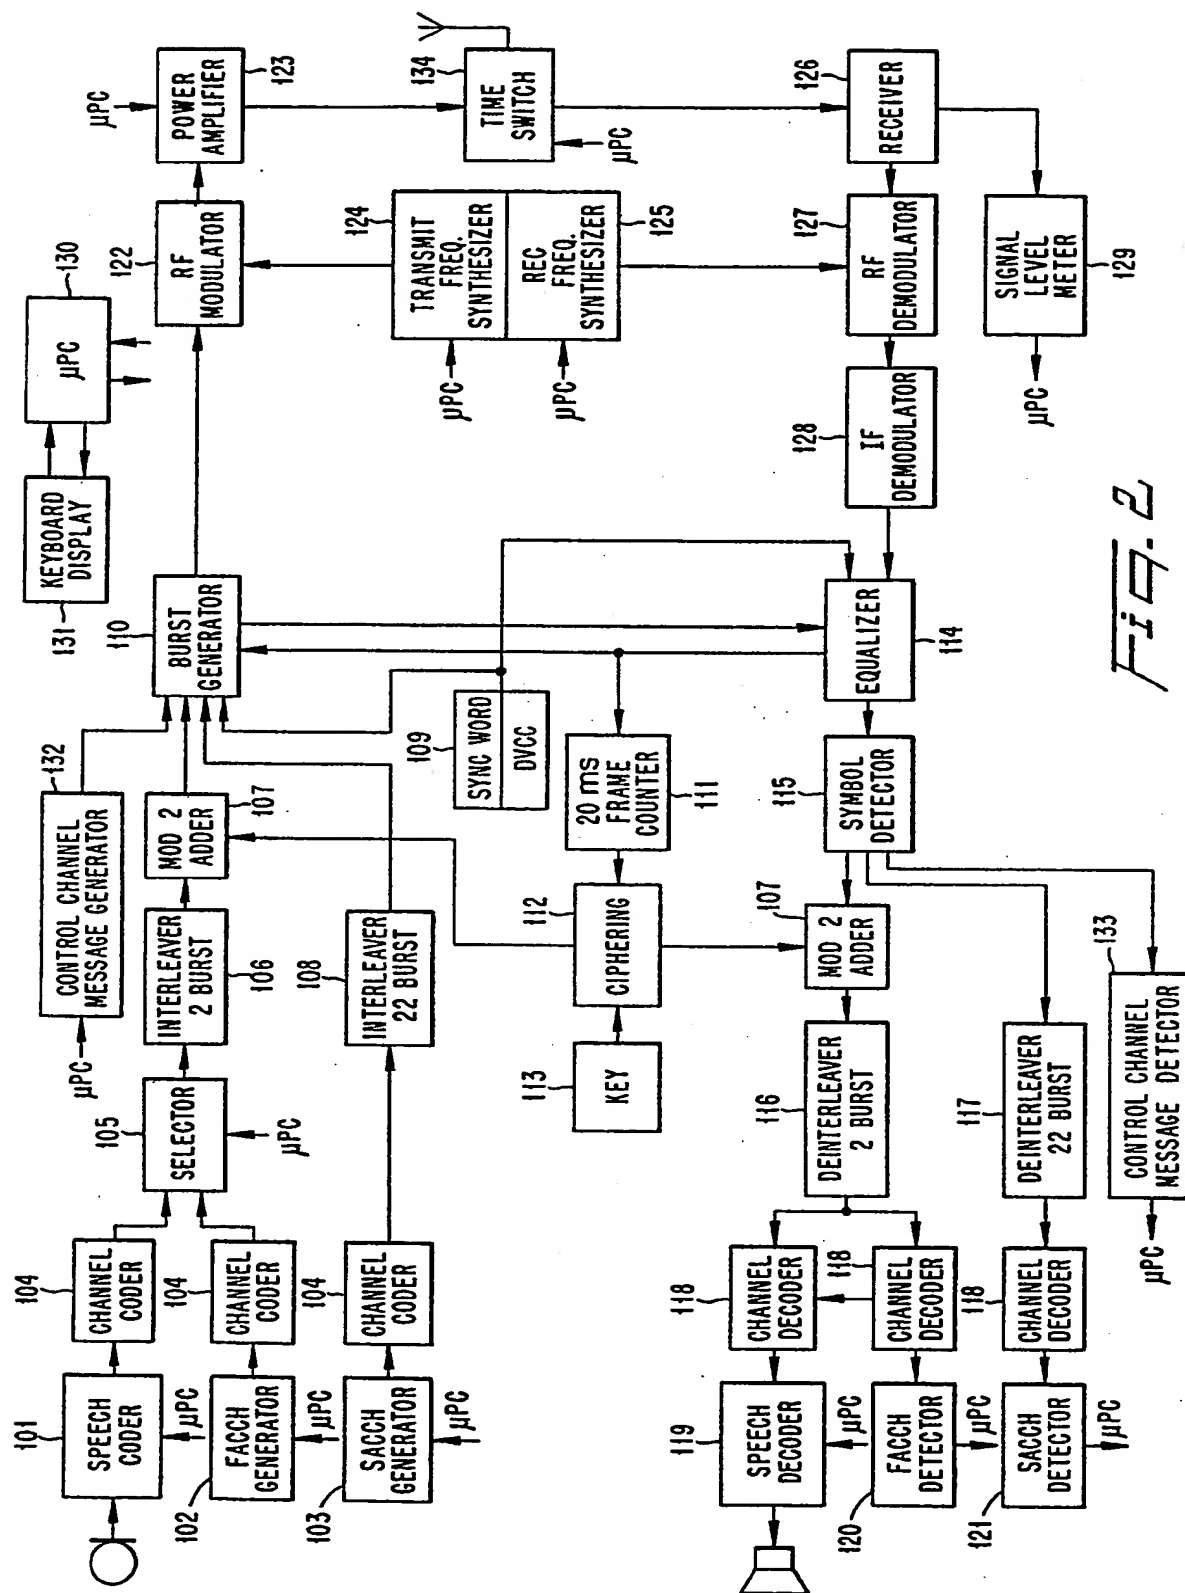 101
SPEECH
CODER
µPC
102
FACCH
GENERATOR
µPC
103
SACCH
GENERATOR
µPC
104
CHANNEL
CODER
104
CHANNEL
CODER
104
CHANNEL
CODER
105
SELECTOR
µPC
µPC
CONTROL CHANNEL
MESSAGE GENERATOR
132
INTERLEAVER
2 BURST
106
MOD 2
ADDER
107
108
INTERLEAVER
22 BURST
110
BURST
GENERATOR
131
KEYBOARD
DISPLAY
130
µPC
122
RF
MODULATOR
µPC
POWER
AMPLIFIER
123
109
SYNC WORD
DVCC
20 ms
FRAME
COUNTER
111
112
CIPHERING
113
KEY
124
TRANSMIT
FREQ.
SYNTHESIZER
µPC
REC
FREQ.
SYNTHESIZER
125
µPC
134
TIME
SWITCH
µPC
126
RECEIVER
127
RF
DEMODULATOR
SIGNAL
LEVEL
METER
129
µPC
128
IF
DEMODULATOR
EQUALIZER
114
115
SYMBOL
DETECTOR
107
MOD 2
ADDER
116
DEINTERLEAVER
2 BURST
117
DEINTERLEAVER
22 BURST
133
CONTROL CHANNEL
MESSAGE DETECTOR
µPC
118
CHANNEL
DECODER
118
CHANNEL
DECODER
118
CHANNEL
DECODER
119
SPEECH
DECODER
µPC
120
FACCH
DETECTOR
µPC
121
SACCH
DETECTOR
µPC
Fig. 2